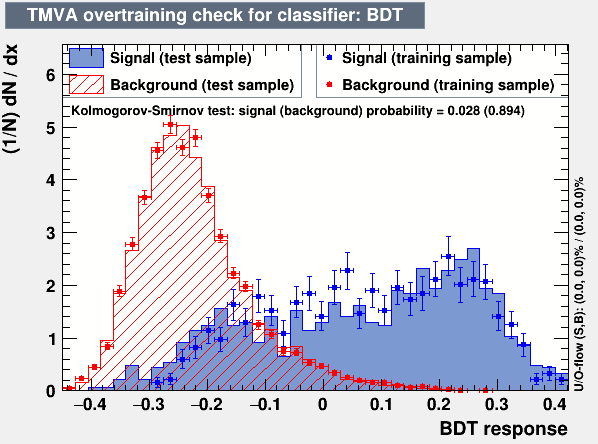 TMVA overtraining check for classifier: BDT
(1/N) dN / dx
Signal (test sample)
Background (test sample)
Signal (training sample)
Background (training sample)
Kolmogorov-Smirnov test: signal (background) probability = 0.028 (0.894)
6
5
4
3
2
1
0
−0.4 −0.3 −0.2 −0.1 0 0.1 0.2 0.3 0.4
BDT response
U/O-flow (S,B): (0.0, 0.0)% / (0.0, 0.0)%